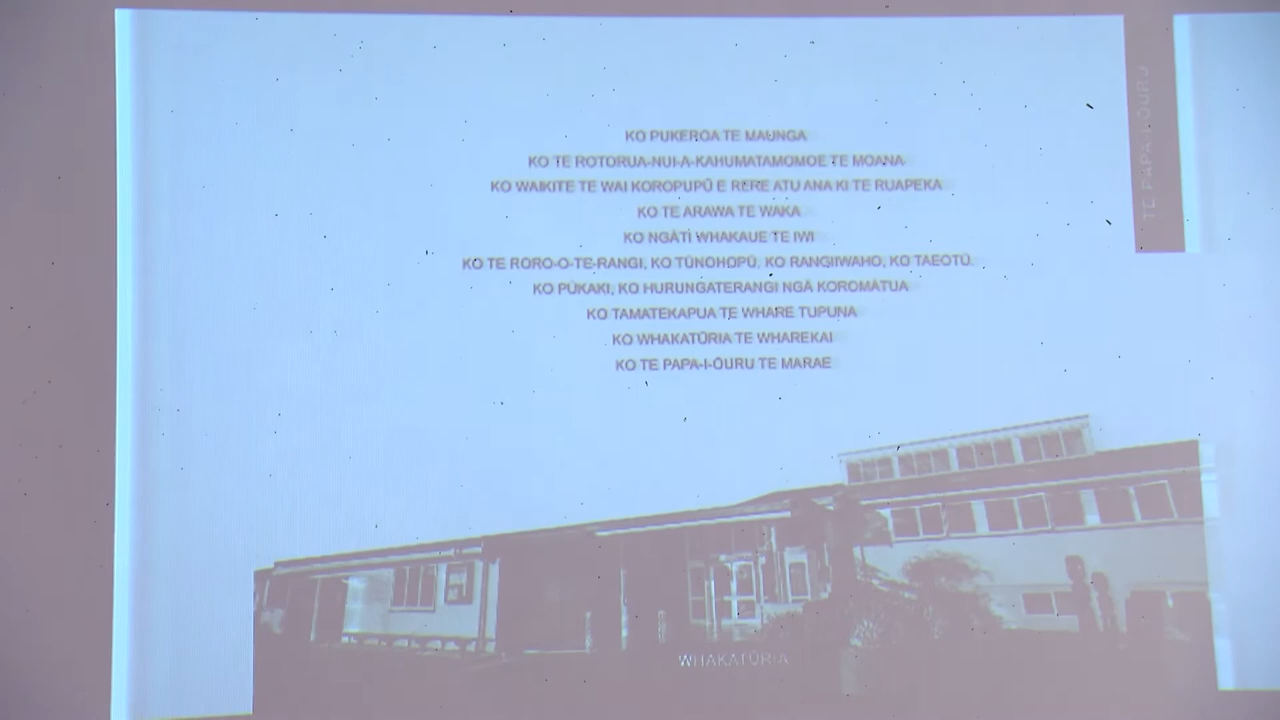 KO PUKEROA TE MAUNGA
KO TE ROTORUA-NUI-A-KAHUMATAMOMOE TE MOANA
KO WAIKITE TE WAI KOROPUPŪ E RERE ATU ANA KI TE RUAPEKA
KO TE ARAWA TE WAKA
KO NGĀTI WHAKAUE TE IWI
KO TE RORO-O-TE-RANGI, KO TŪNOHOPŪ, KO RANGIIWAHO, KO TAEOTŪ.
KO PŪKAKI, KO HURUNGATERANGI NGĀ KOROMĀTUA
KO TAMATEKAPUA TE WHARE TUPUNA
KO WHAKATŪRIA TE WHAREKAI
KO TE PAPA-I-ŌURU TE MARAE
TE PAPA-I-OURU
WHAKATŪRIA